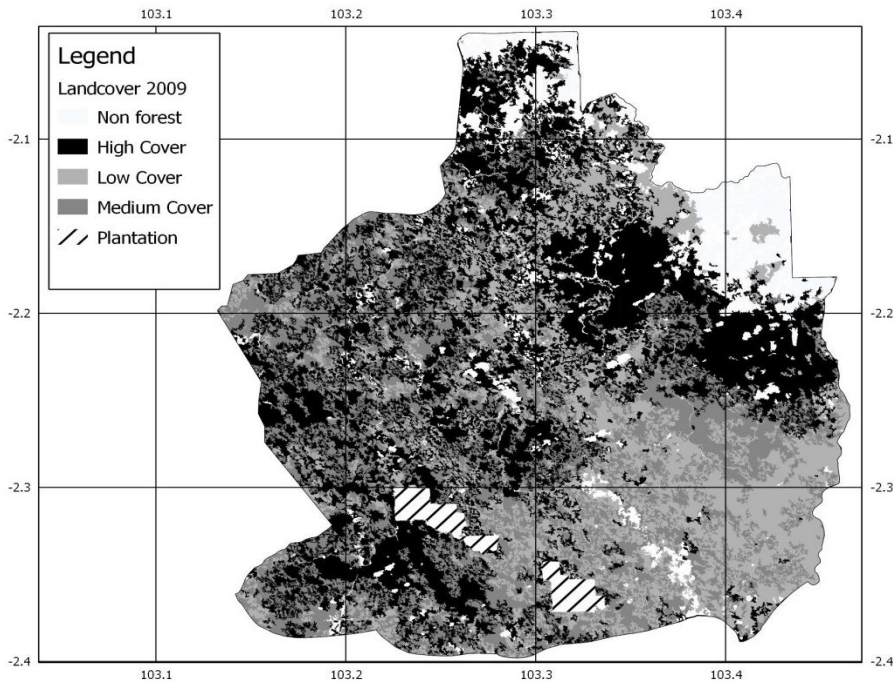 103.1 103.2 103.3 103.4
Legend
Landcover 2009
Non forest
High Cover
Low Cover
Medium Cover
Plantation
-2.1 -2.1
-2.2 -2.2
-2.3 -2.3
-2.4 -2.4
103.1 103.2 103.3 103.4